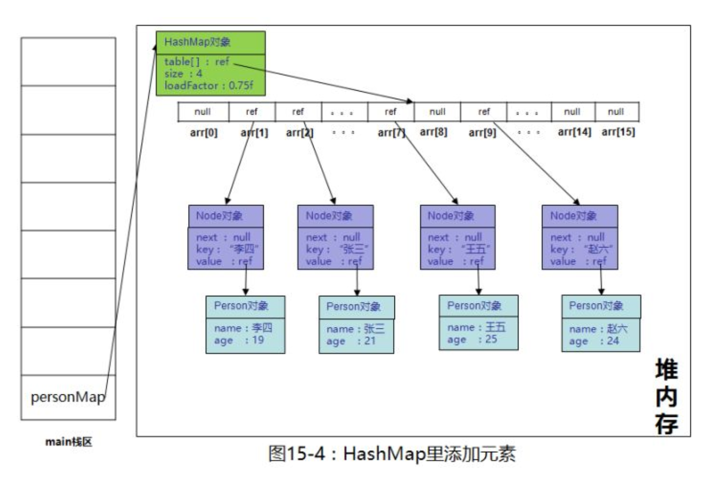 HashMap对象
table[] : ref
size : 4
loadFactor : 0.75f
null ref ref 。。。 ref null ref 。。。 null null
arr[0] arr[1] arr[2] 。。。 arr[7] arr[8] arr[9] 。。。 arr[14] arr[15]
Node对象
next : null
key : “李四”
value : ref
Node对象
next : null
key : “张三”
value : ref
Node对象
next : null
key : “王五”
value : ref
Node对象
next : null
key : “赵六”
value : ref
Person对象
name : 李四
age : 19
Person对象
name : 张三
age : 21
Person对象
name : 王五
age : 25
Person对象
name : 赵六
age : 24
personMap
main栈区
堆
内
存
图15-4：HashMap里添加元素